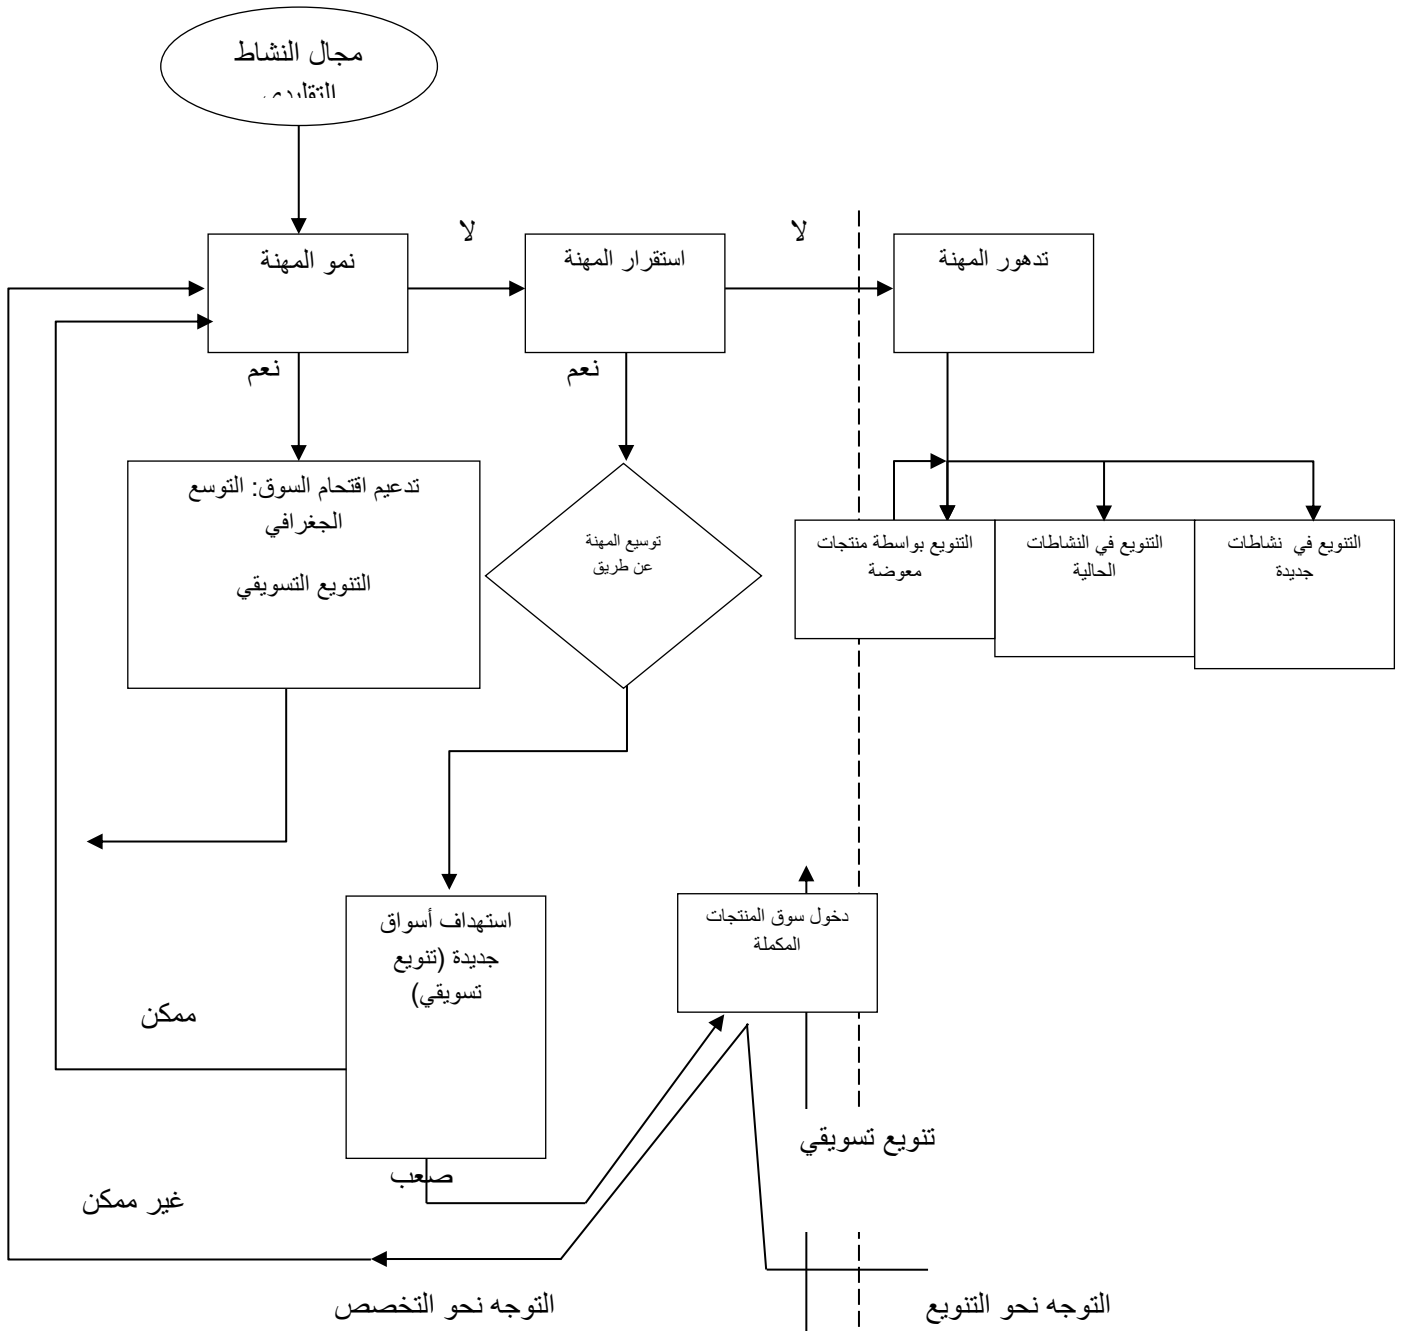 مجال النشاط
التقليدي
لا
لا
نمو المهنة
استقرار المهنة
تدهور المهنة
نعم
نعم
تدعيم اقتحام السوق: التوسع
الجغرافي
التنويع التسويقي
توسيع المهنة
عن طريق
التنويع بواسطة منتجات
معوضة
التنويع في النشاطات
الحالية
التنويع في نشاطات
جديدة
استهداف أسواق
جديدة (تنويع
تسويقي)
دخول سوق المنتجات
المكملة
ممكن
تنويع تسويقي
صعب
غير ممكن
التوجه نحو التخصص
التوجه نحو التنويع